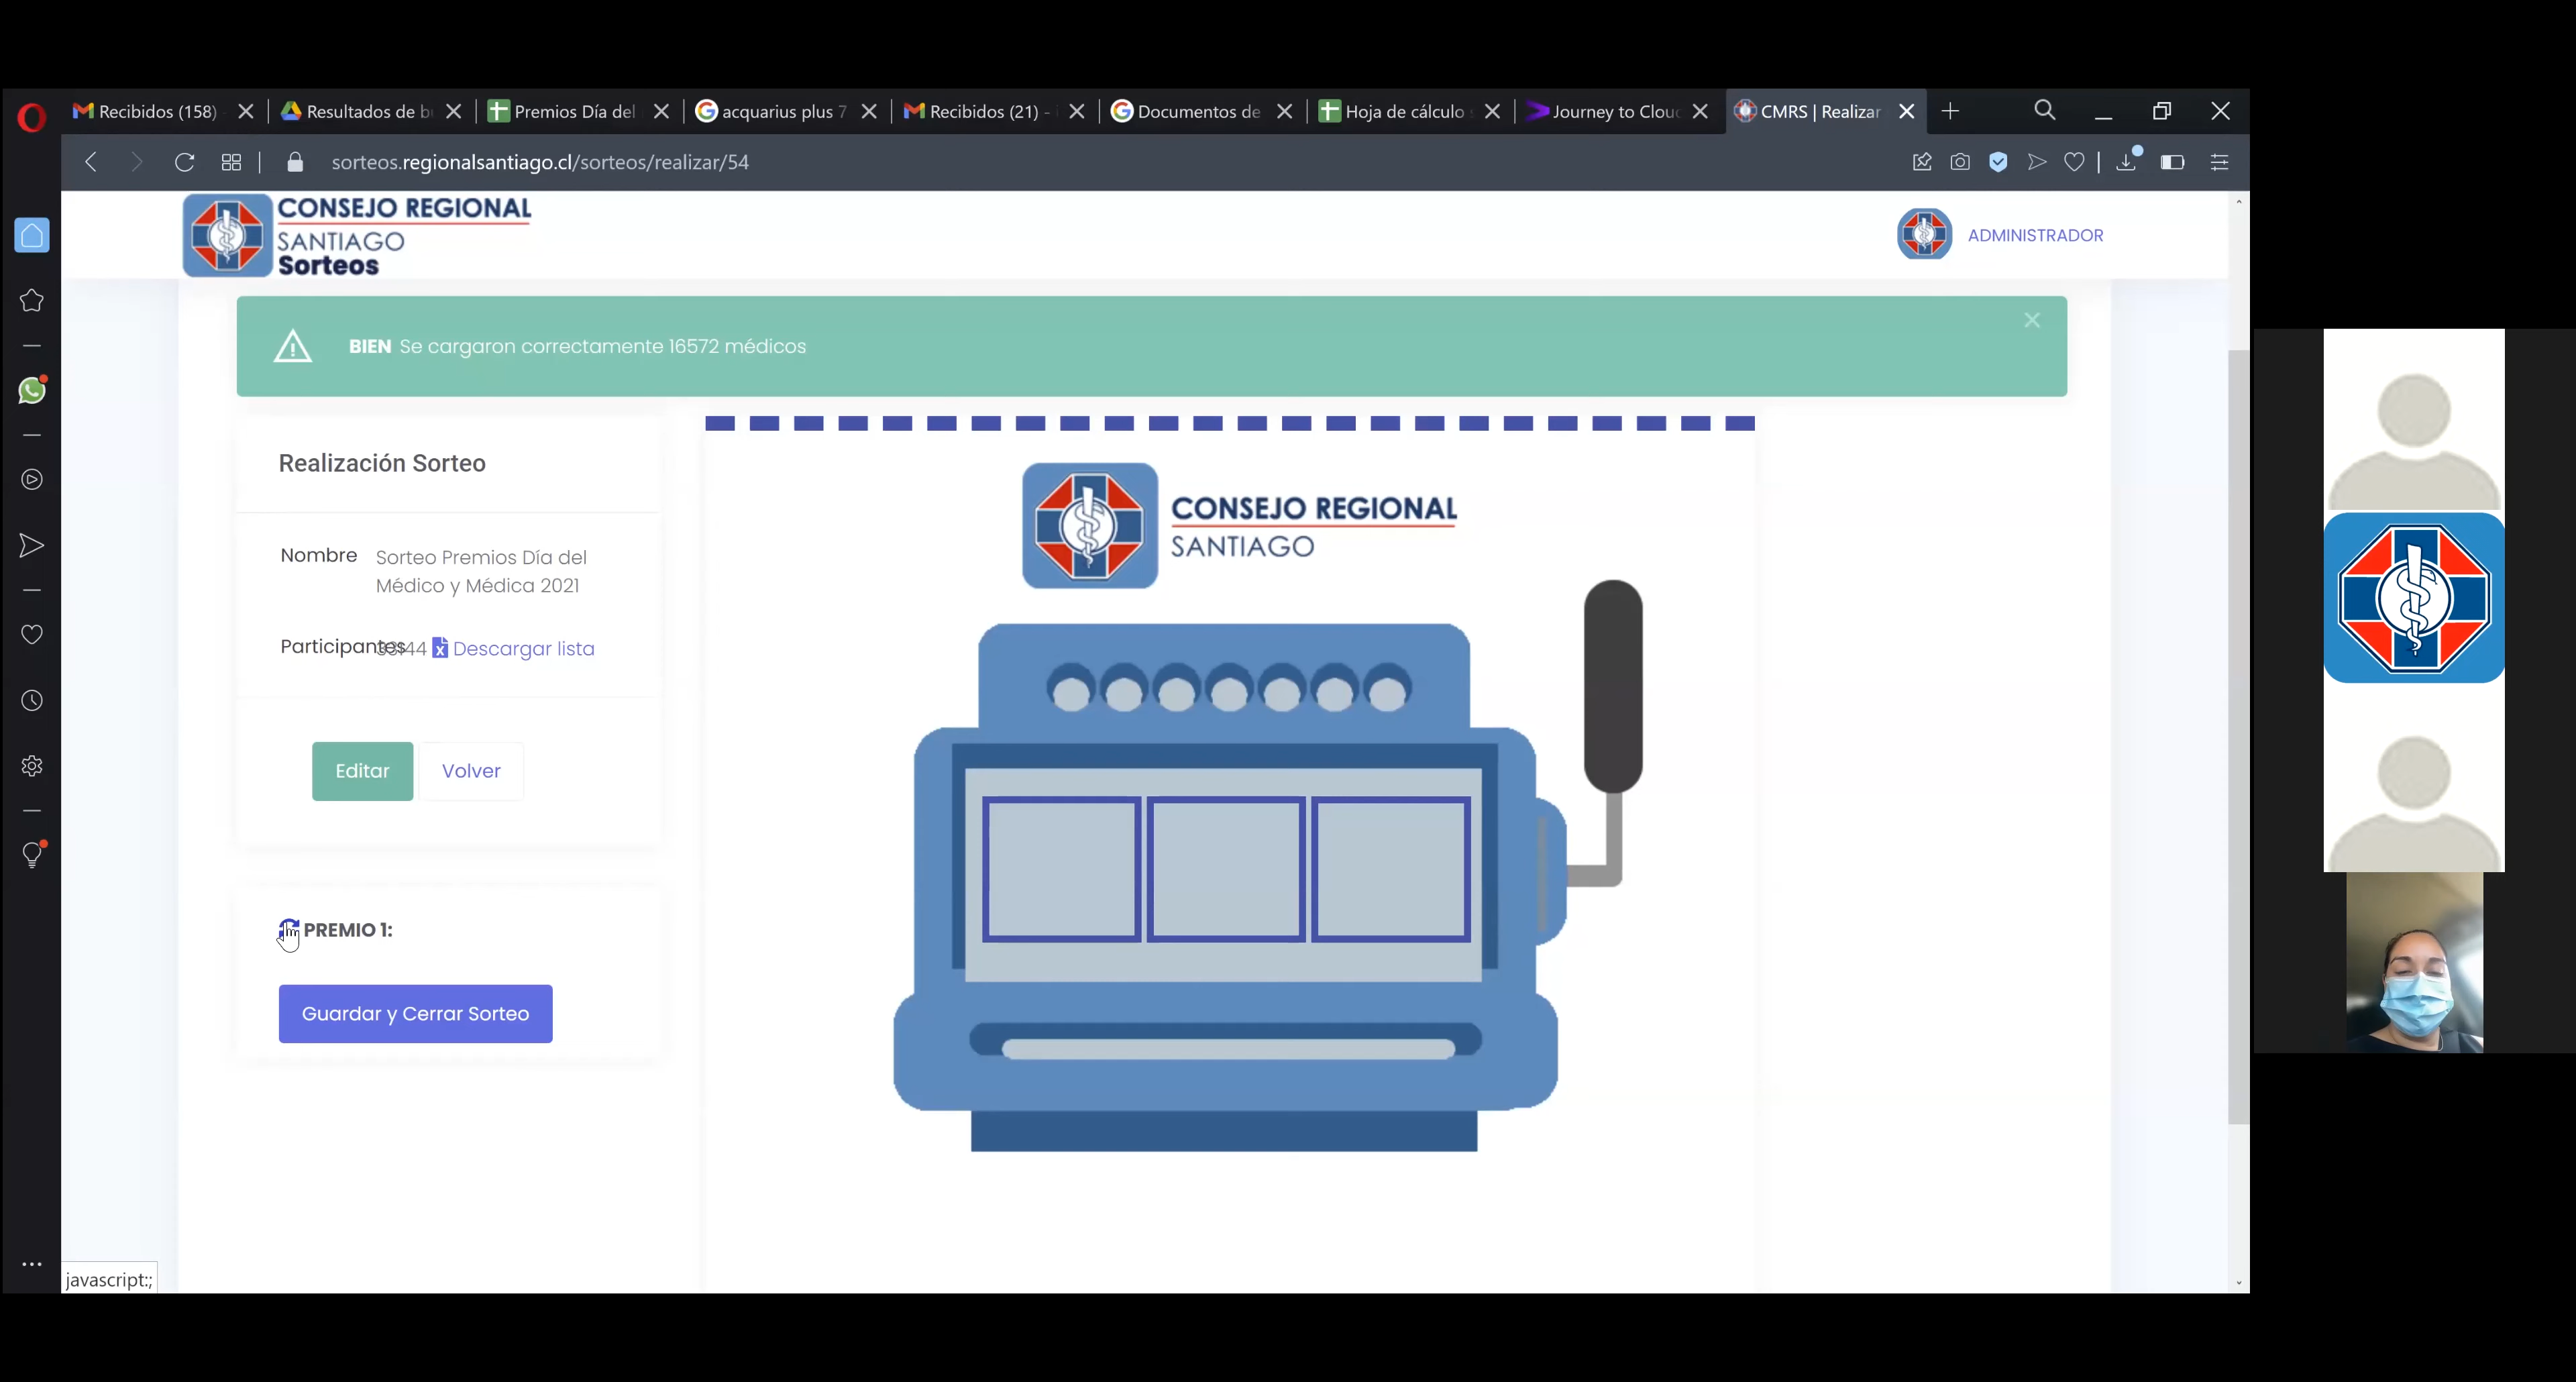 Recibidos (158)
Resultados de b
Premios Día del
acquarius plus 7
Recibidos (21) -
Documentos de
Hoja de cálculo
Journey to Clou
CMRS | Realizar
sorteos.regionalsantiago.cl/sorteos/realizar/54
CONSEJO REGIONAL
SANTIAGO
Sorteos
ADMINISTRADOR
BIEN Se cargaron correctamente 16572 médicos
Realización Sorteo
Nombre Sorteo Premios Día del
Médico y Médica 2021
Participantes 33144 Descargar lista
Editar Volver
PREMIO 1:
Guardar y Cerrar Sorteo
CONSEJO REGIONAL
SANTIAGO
javascript:;